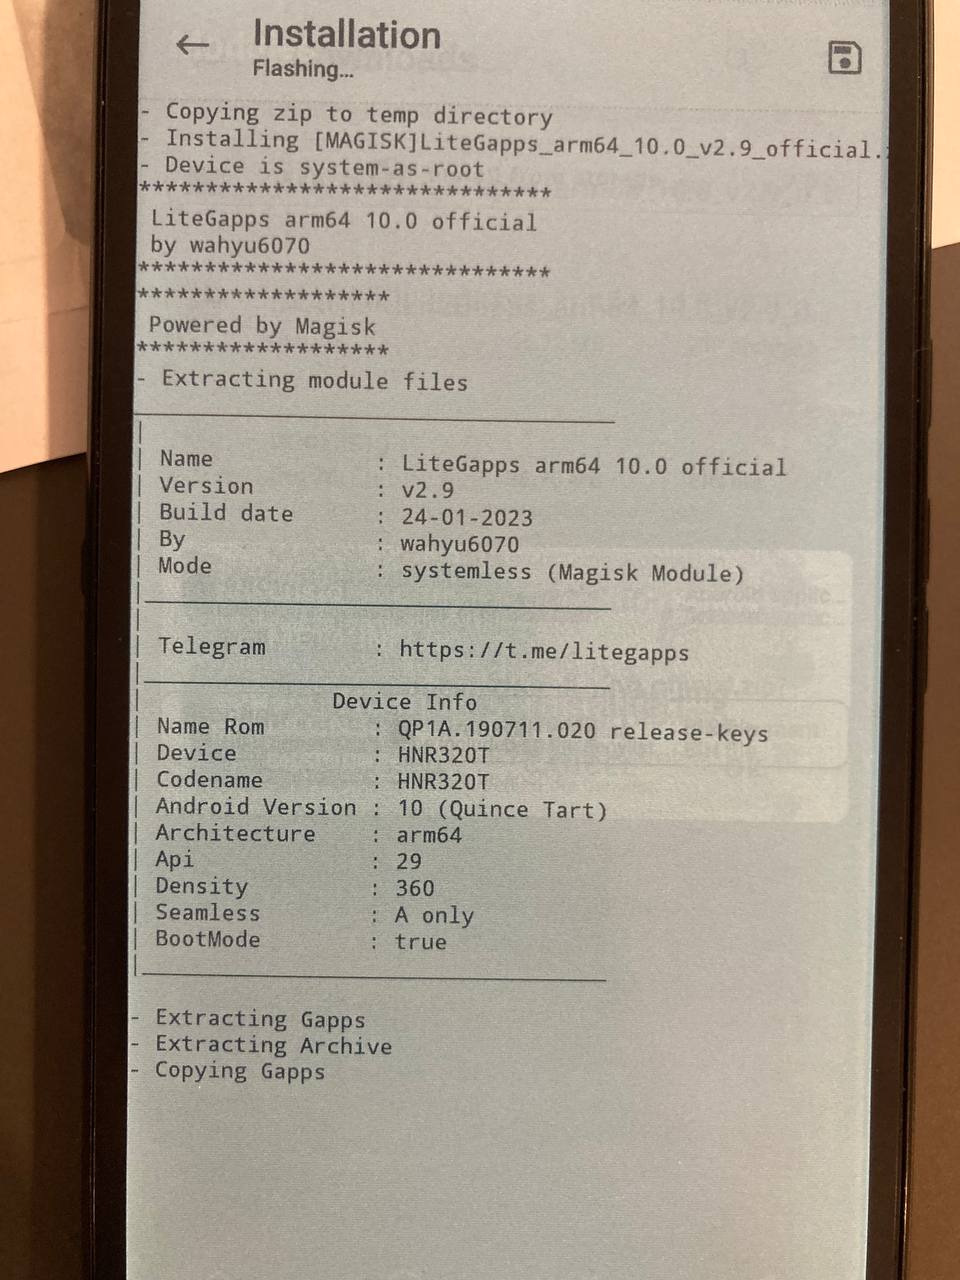 Installation
Flashing...
- Copying zip to temp directory
- Installing [MAGISK]LiteGapps_arm64_10.0_v2.9_official.
- Device is system-as-root
*******************************
LiteGapps arm64 10.0 official
by wahyu6070
*******************************
*******************
Powered by Magisk
*******************
- Extracting module files
____________________________________
|
| Name : LiteGapps arm64 10.0 official
| Version : v2.9
| Build date : 24-01-2023
| By : wahyu6070
| Mode : systemless (Magisk Module)
|___________________________________
|
| Telegram : https://t.me/litegapps
|___________________________________
| Device Info
| Name Rom : QP1A.190711.020 release-keys
| Device : HNR320T
| Codename : HNR320T
| Android Version : 10 (Quince Tart)
| Architecture : arm64
| Api : 29
| Density : 360
| Seamless : A only
| BootMode : true
|___________________________________
- Extracting Gapps
- Extracting Archive
- Copying Gapps